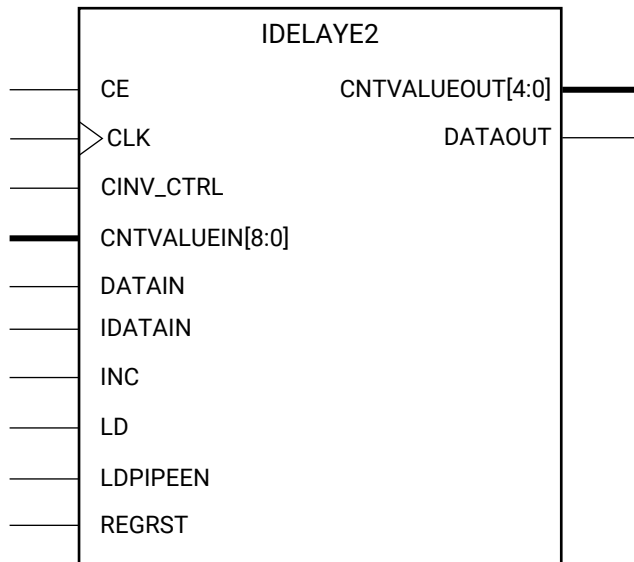 IDELAYE2
CE
CNTVALUEOUT[4:0]
CLK
DATAOUT
CINV_CTRL
CNTVALUEIN[8:0]
DATAIN
IDATAIN
INC
LD
LDPIPEEN
REGRST